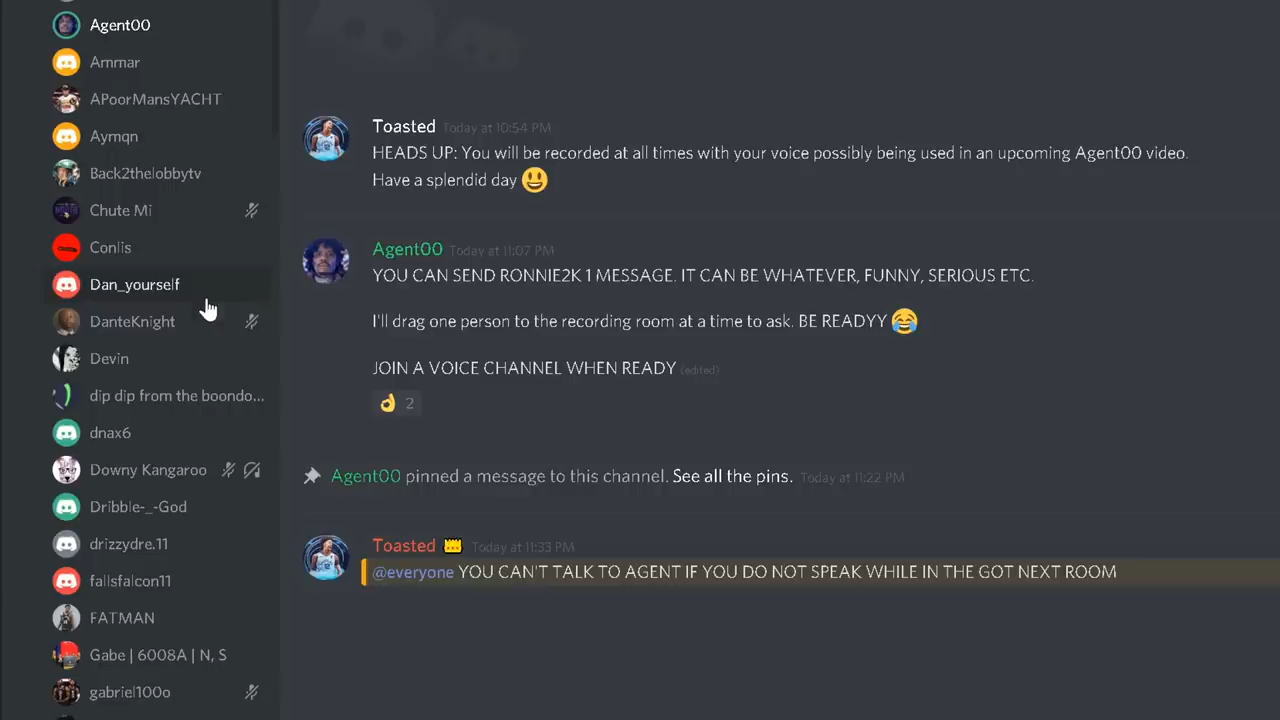 Agent00
Ammar
APoorMansYACHT
Aymqn
Back2thelobbytv
Chute Mi
Conlis
Dan_yourself
DanteKnight
Devin
dip dip from the boondo...
dnax6
Downy Kangaroo
Dribble-_-God
drizzydre.11
fallsfalcon11
FATMAN
Gabe | 6008A | N, S
gabriel100o
Toasted Today at 10:54 PM
HEADS UP: You will be recorded at all times with your voice possibly being used in an upcoming Agent00 video.
Have a splendid day 😃
Agent00 Today at 11:07 PM
YOU CAN SEND RONNIE2K 1 MESSAGE. IT CAN BE WHATEVER, FUNNY, SERIOUS ETC.
I'll drag one person to the recording room at a time to ask. BE READYY 😂
JOIN A VOICE CHANNEL WHEN READY (edited)
👌 2
Agent00 pinned a message to this channel. See all the pins. Today at 11:22 PM
Toasted Today at 11:33 PM
@everyone YOU CAN'T TALK TO AGENT IF YOU DO NOT SPEAK WHILE IN THE GOT NEXT ROOM